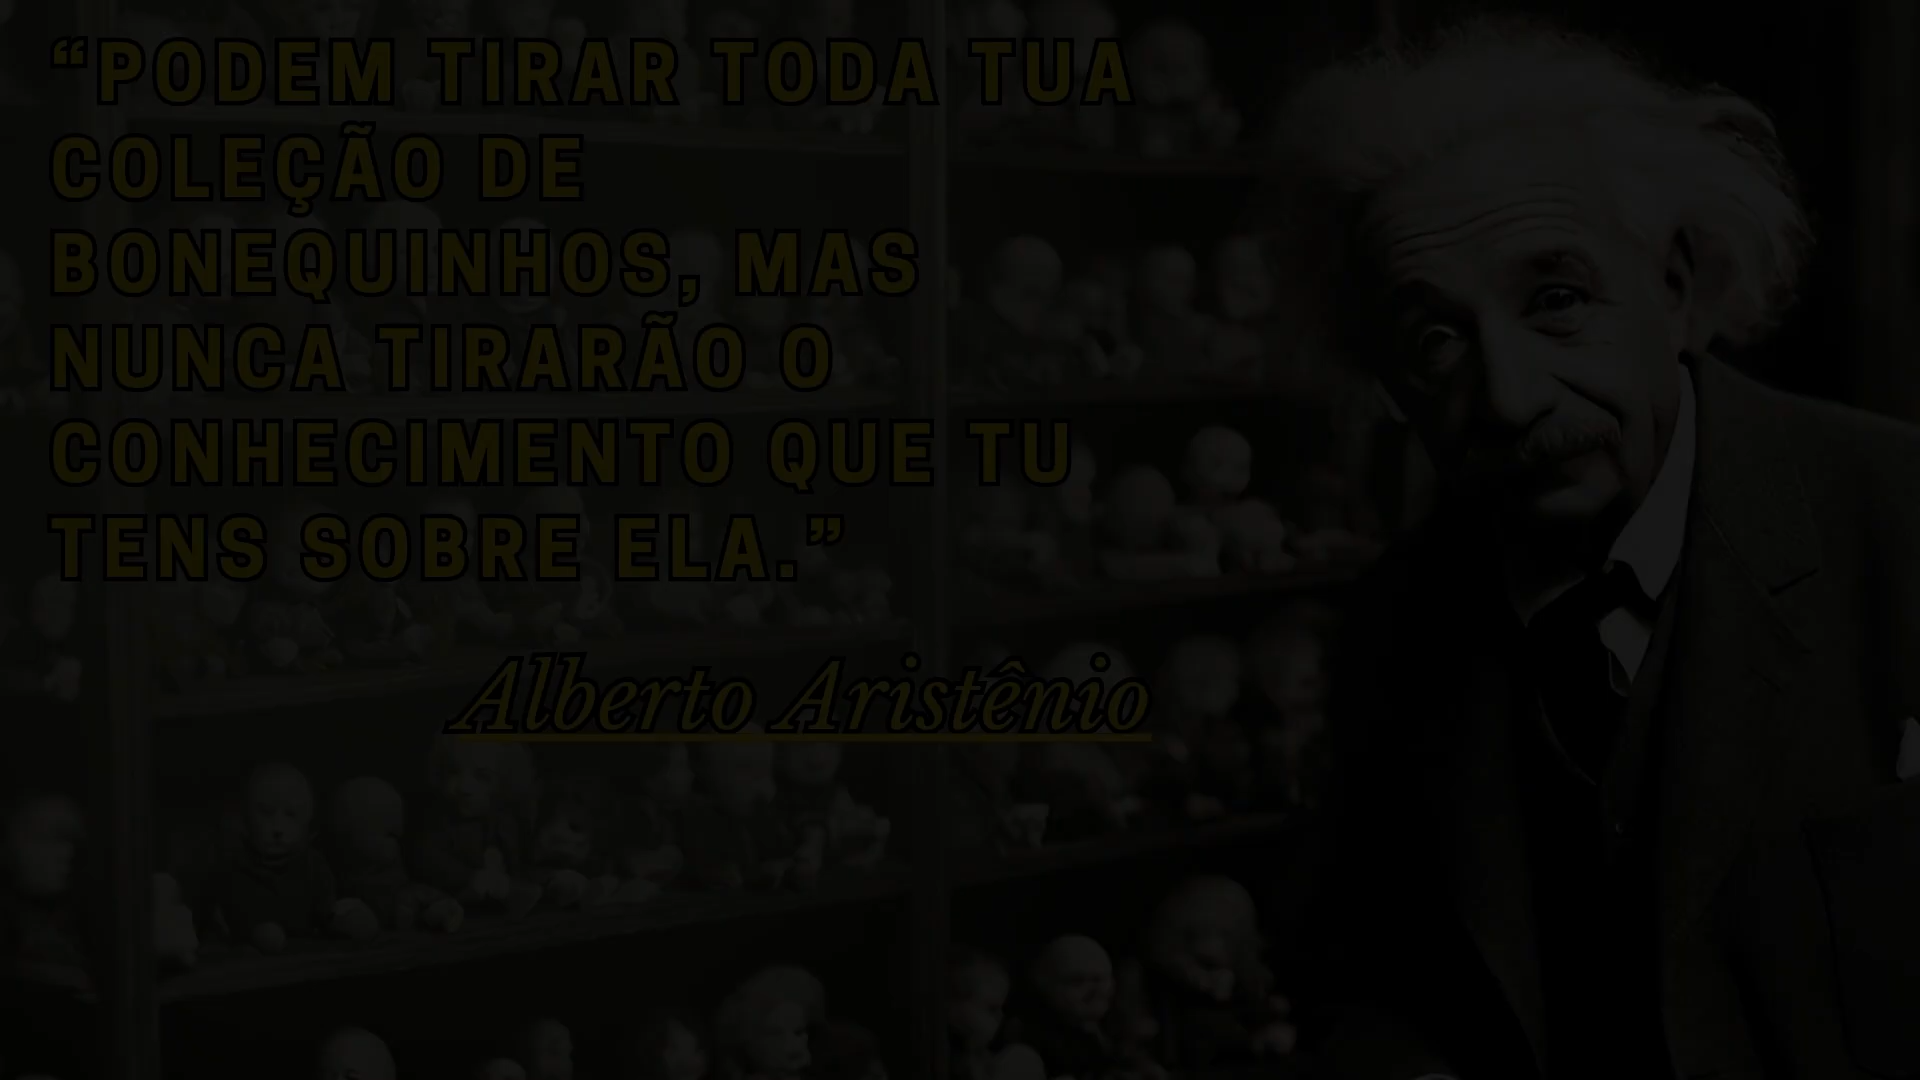 “PODEM TIRAR TODA TUA
COLEÇÃO DE
BONEQUINHOS, MAS
NUNCA TIRARÃO O
CONHECIMENTO QUE TU
TENS SOBRE ELA.”
Alberto Aristênio